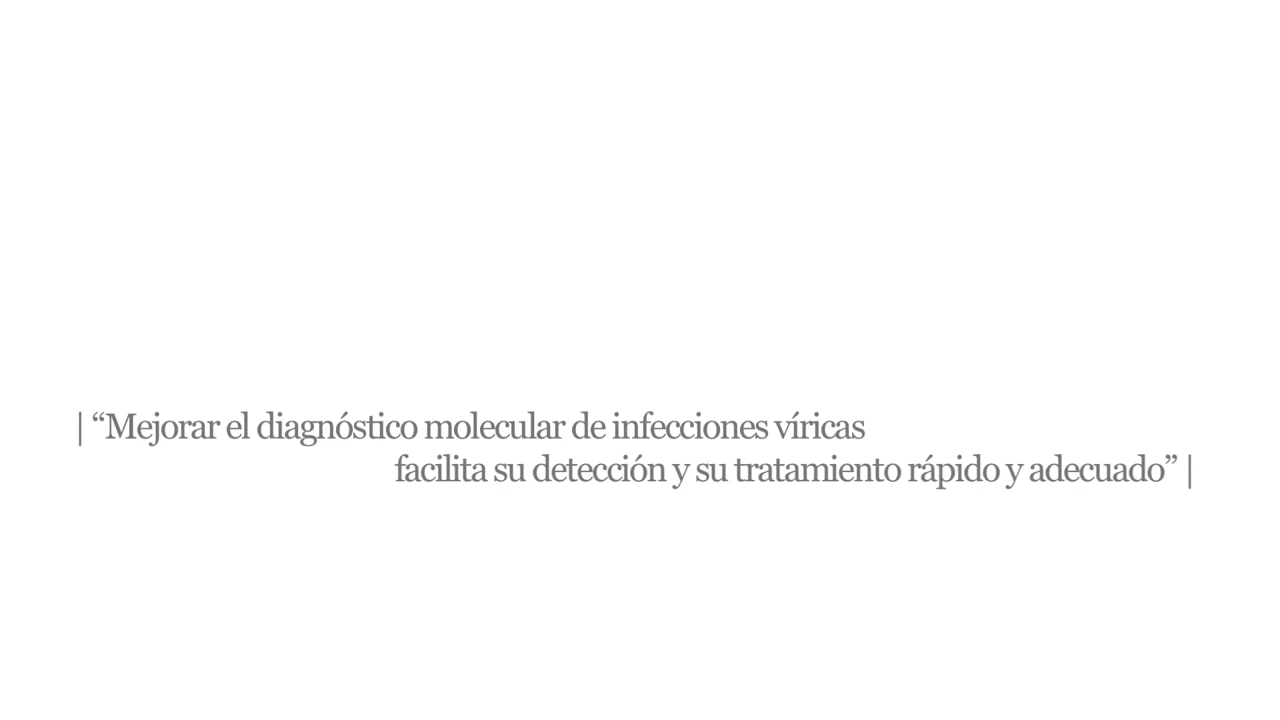 | “Mejorar el diagnóstico molecular de infecciones víricas
facilita su detección y su tratamiento rápido y adecuado” |